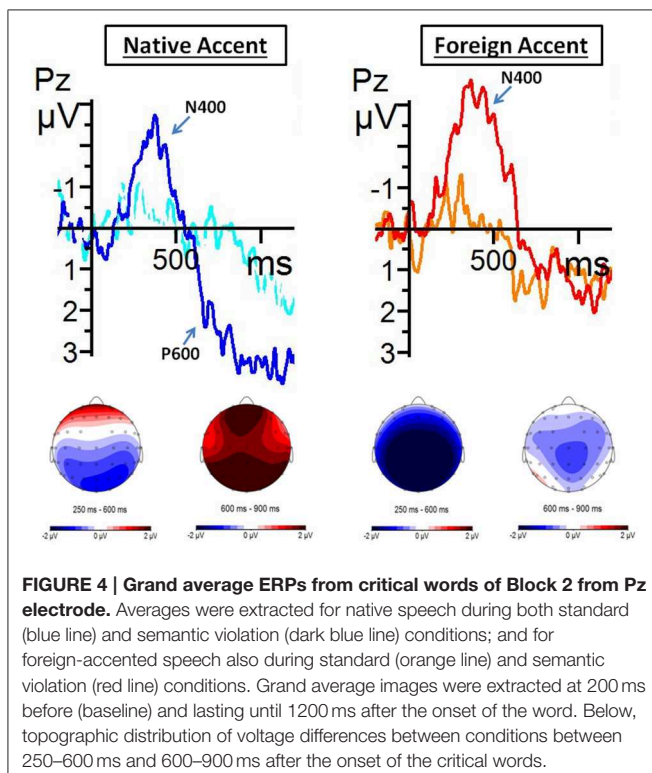 Native Accent
Foreign Accent
Pz
µV
N400
-1
500
ms
1
2
3
P600
Pz
µV
N400
-1
500
ms
1
2
3
250 ms - 600 ms
-2 µV 0 µV 2 µV
600 ms - 900 ms
-2 µV 0 µV 2 µV
250 ms - 600 ms
-2 µV 0 µV 2 µV
600 ms - 900 ms
-2 µV 0 µV 2 µV
FIGURE 4 | Grand average ERPs from critical words of Block 2 from Pz
electrode. Averages were extracted for native speech during both standard
(blue line) and semantic violation (dark blue line) conditions; and for
foreign-accented speech also during standard (orange line) and semantic
violation (red line) conditions. Grand average images were extracted at 200 ms
before (baseline) and lasting until 1200 ms after the onset of the word. Below,
topographic distribution of voltage differences between conditions between
250–600 ms and 600–900 ms after the onset of the critical words.